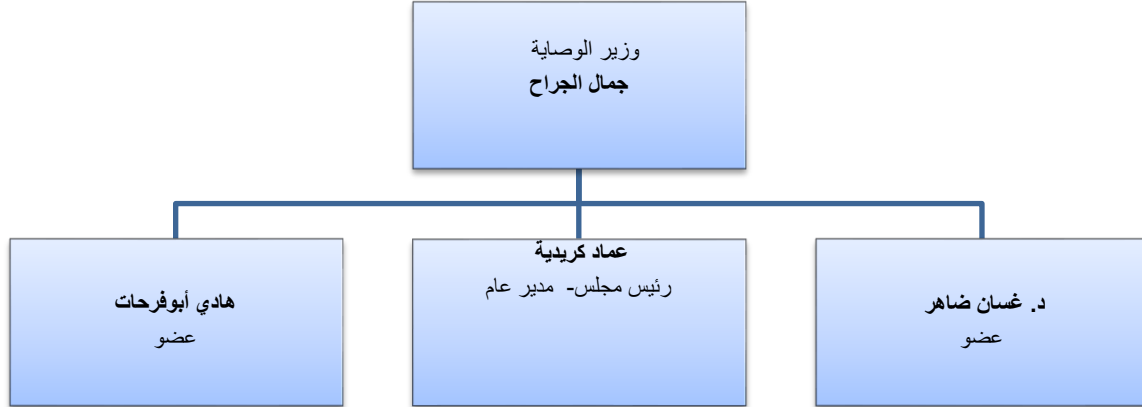 وزير الوصاية
جمال الجراح
د. غسان ضاهر
عضو
عماد كريدية
رئيس مجلس- مدير عام
هادي أبوفرحات
عضو